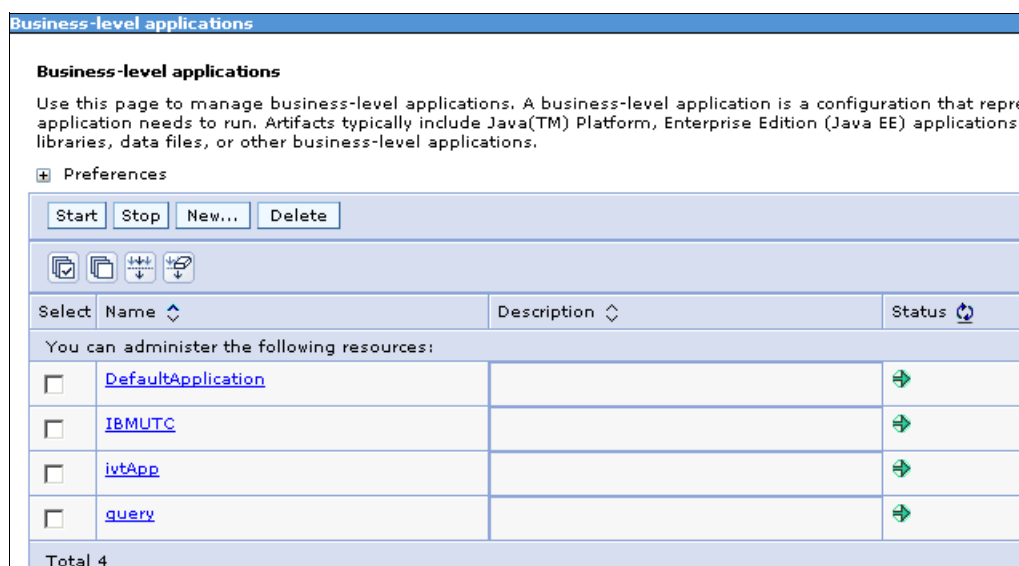 Business-level applications
Business-level applications
Use this page to manage business-level applications. A business-level application is a configuration that repre
application needs to run. Artifacts typically include Java(TM) Platform, Enterprise Edition (Java EE) applications
libraries, data files, or other business-level applications.
Preferences
Start Stop New... Delete
Select Name Description Status
You can administer the following resources:
DefaultApplication
IBMUTC
ivtApp
query
Total 4